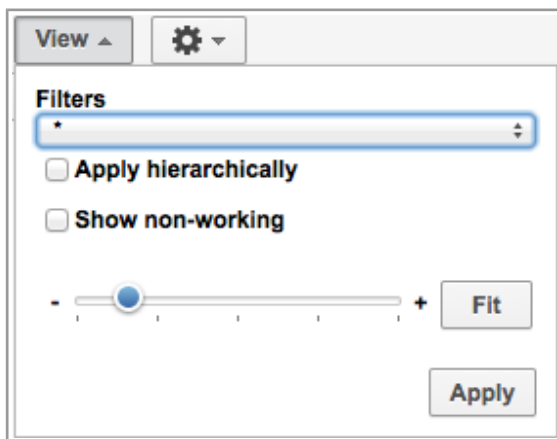 View
Filters
*
Apply hierarchically
Show non-working
- + Fit
Apply